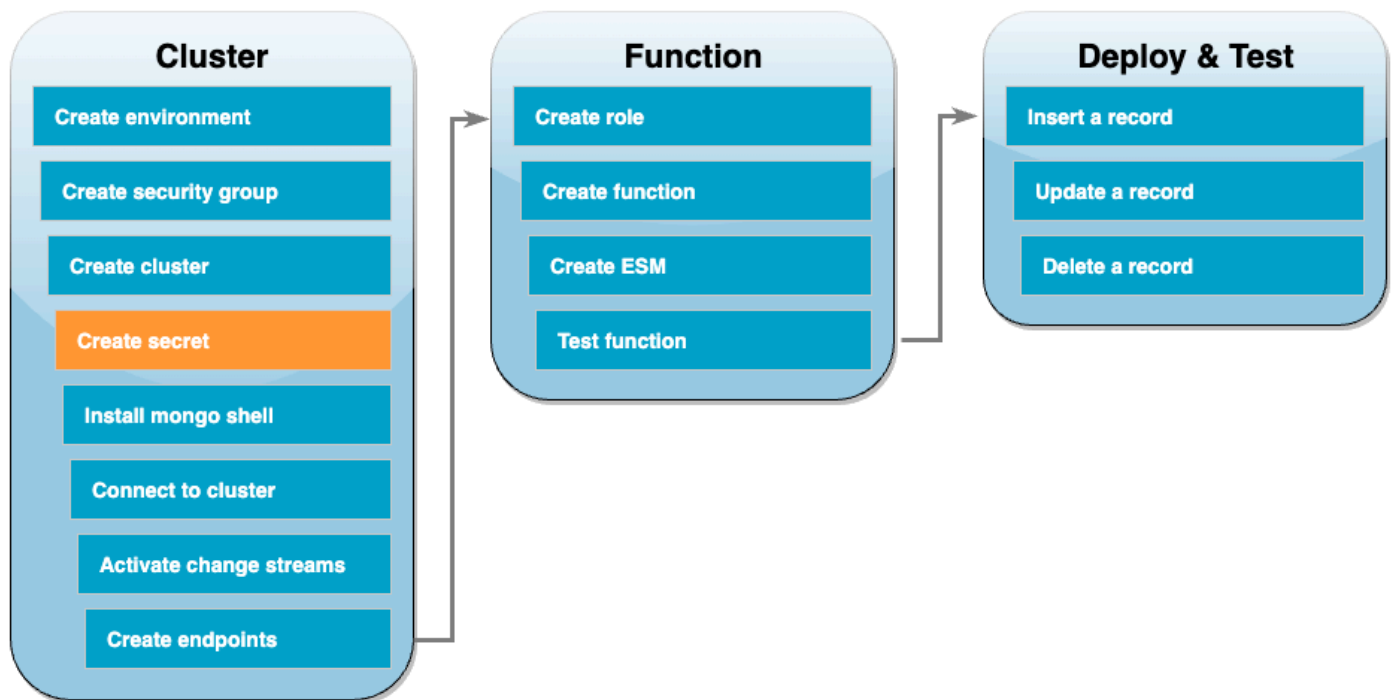 Cluster
Create environment
Create security group
Create cluster
Create secret
Install mongo shell
Connect to cluster
Activate change streams
Create endpoints
Function
Create role
Create function
Create ESM
Test function
Deploy & Test
Insert a record
Update a record
Delete a record